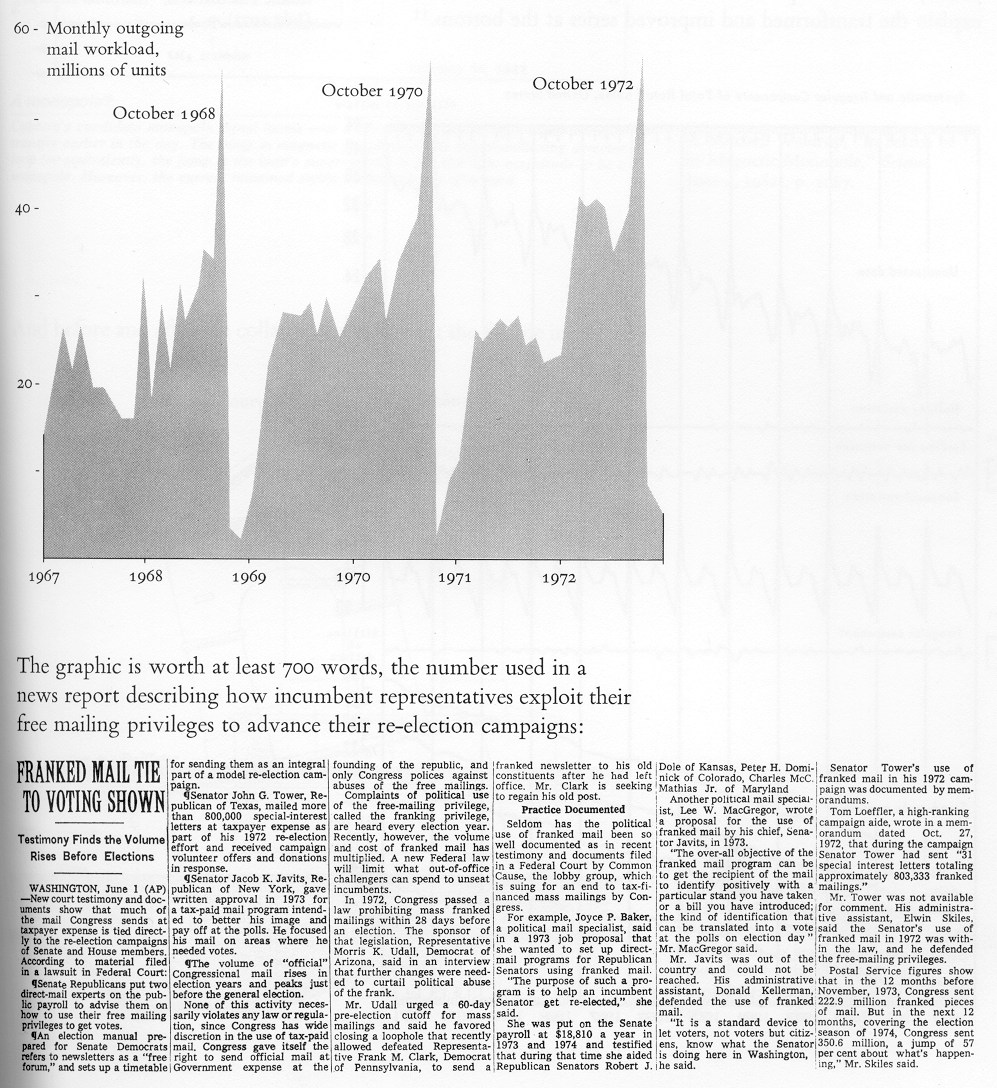 60 - Monthly outgoing
mail workload,
millions of units
October 1968
October 1970
October 1972
40 -
20 -
1967 1968 1969 1970 1971 1972
The graphic is worth at least 700 words, the number used in a
news report describing how incumbent representatives exploit their
free mailing privileges to advance their re-election campaigns:
FRANKED MAIL TIE
TO VOTING SHOWN
Testimony Finds the Volume
Rises Before Elections
WASHINGTON, June 1 (AP)
—New court testimony and doc-
uments show that much of
the mail Congress sends at
taxpayer expense is tied direct-
ly to the re-election campaigns
of Senate and House members.
According to material filed
in a lawsuit in Federal Court:
¶Senate Republicans put two
direct-mail experts on the pub-
lic payroll to advise them on
how to use their free mailing
privileges to get votes.
¶An election manual pre-
pared for Senate Democrats
refers to newsletters as a "free
forum," and sets up a timetable
for sending them as an integral
part of a model re-election cam-
paign.
¶Senator John G. Tower, Re-
publican of Texas, mailed more
than 800,000 special-interest
letters at taxpayer expense as
part of his 1972 re-election
effort and received campaign
volunteer offers and donations
in response.
¶Senator Jacob K. Javits, Re-
publican of New York, gave
written approval in 1973 for
a tax-paid mail program intend-
ed to better his image and
pay off at the polls. He focused
his mail on areas where he
needed votes.
¶The volume of "official"
Congressional mail rises in
election years and peaks just
before the general election.
None of this activity neces-
sarily violates any law or regula-
tion, since Congress has wide
discretion in the use of tax-paid
mail. Congress gave itself the
right to send official mail at
Government expense at the
founding of the republic, and
only Congress polices against
abuses of the free mailings.
Complaints of political use
of the free-mailing privilege,
called the franking privilege,
are heard every election year.
Recently, however, the volume
and cost of franked mail has
multiplied. A new Federal law
will limit what out-of-office
challengers can spend to unseat
incumbents.
In 1972, Congress passed a
law prohibiting mass franked
mailings within 28 days before
an election. The sponsor of
that legislation, Representative
Morris K. Udall, Democrat of
Arizona, said in an interview
that further changes were need-
ed to curtail political abuse
of the frank.
Mr. Udall urged a 60-day
pre-election cutoff for mass
mailings and said he favored
closing a loophole that recently
allowed defeated Representa-
tive Frank M. Clark, Democrat
of Pennsylvania, to send a
franked newsletter to his old
constituents after he had left
office. Mr. Clark is seeking
to regain his old post.
Practice Documented
Seldon has the political
use of franked mail been so
well documented as in recent
testimony and documents filed
in a Federal Court by Common
Cause, the lobby group, which
is suing for an end to tax-fi-
nanced mass mailings by Con-
gress.
For example, Joyce P. Baker,
a political mail specialist, said
in a 1973 job proposal that
she wanted to set up direct-
mail programs for Republican
Senators using franked mail.
"The purpose of such a pro-
gram is to help an incumbent
Senator get re-elected," she
said.
She was put on the Senate
payroll at $18,810 a year in
1973 and 1974 and testified
that during that time she aided
Republican Senators Robert J.
Dole of Kansas, Peter H. Domi-
nick of Colorado, Charles McC.
Mathias Jr. of Maryland
Another political mail special-
ist, Lee W. MacGregor, wrote
a proposal for the use of
franked mail by his chief, Sena-
tor Javits, in 1973.
"The over-all objective of the
franked mail program can be
to get the recipient of the mail
to identify positively with a
particular stand you have taken
or a bill you have introduced;
the kind of identification that
can be translated into a vote
at the polls on election day"
Mr. MacGregor said.
Mr. Javits was out of the
country and could not be
reached. His administrative
assistant, Donald Kellerman,
defended the use of franked
mail.
"It is a standard device to
let voters, not voters but citiz-
ens, know what the Senator
is doing here in Washington,
he said.
Senator Tower's use of
franked mail in his 1972 cam-
paign was documented by mem-
orandums.
Tom Loeffler, a high-ranking
campaign aide, wrote in a mem-
orandum dated Oct. 27,
1972, that during the campaign
Senator Tower had sent "31
special interest letters totaling
approximately 803,333 franked
mailings."
Mr. Tower was not available
for comment. His administra-
tive assistant, Elwin Skiles,
said the Senator's use of
franked mail in 1972 was with-
in the law, and he defended
the free-mailing privileges.
Postal Service figures show
that in the 12 months before
November, 1973, Congress sent
222.9 million franked pieces
of mail. But in the next 12
months, covering the election
season of 1974, Congress sent
350.6 million, a jump of 57
per cent about what's happen-
ing," Mr. Skiles said.